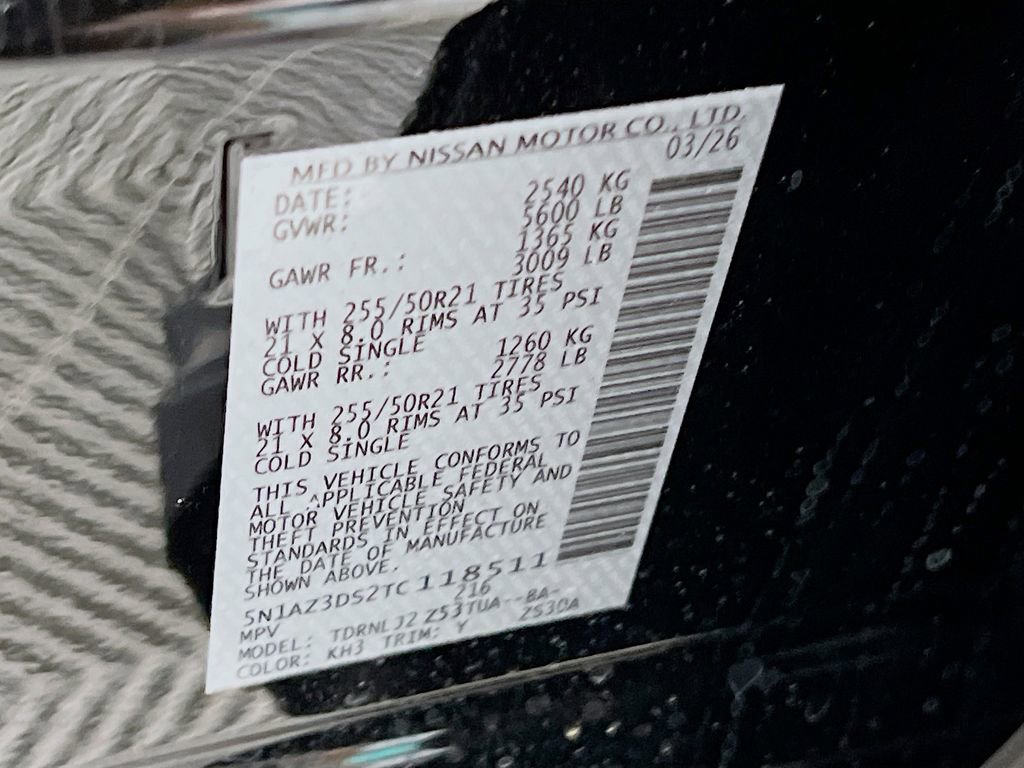 MFD BY NISSAN MOTOR CO., LTD.
DATE: 03/26
GVWR: 2540 KG
5600 LB
GAWR FR.: 1365 KG
3009 LB
WITH 255/50R21 TIRES
21 X 8.0 RIMS AT 35 PSI
COLD SINGLE
GAWR RR.: 1260 KG
2778 LB
WITH 255/50R21 TIRES
21 X 8.0 RIMS AT 35 PSI
COLD SINGLE
THIS VEHICLE CONFORMS TO
ALL APPLICABLE FEDERAL
MOTOR VEHICLE SAFETY AND
THEFT PREVENTION
STANDARDS IN EFFECT ON
THE DATE OF MANUFACTURE
SHOWN ABOVE.
5N1AZ3DS2TC118511
MPV 216
MODEL: TDRNLJ2 Z53TUA--BA-
COLOR: KH3 TRIM: Y ZS30A